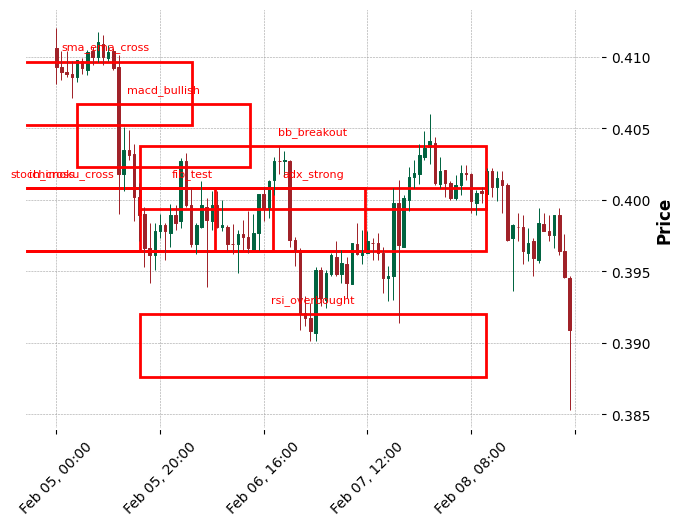 sma_ema_cross
macd_bullish
bb_breakout
stoch_cross
ichimoku_cross
fib_test
adx_strong
rsi_overbought
0.410
0.405
0.400
0.395
0.390
0.385
Price
Feb 05, 00:00
Feb 05, 20:00
Feb 06, 16:00
Feb 07, 12:00
Feb 08, 08:00